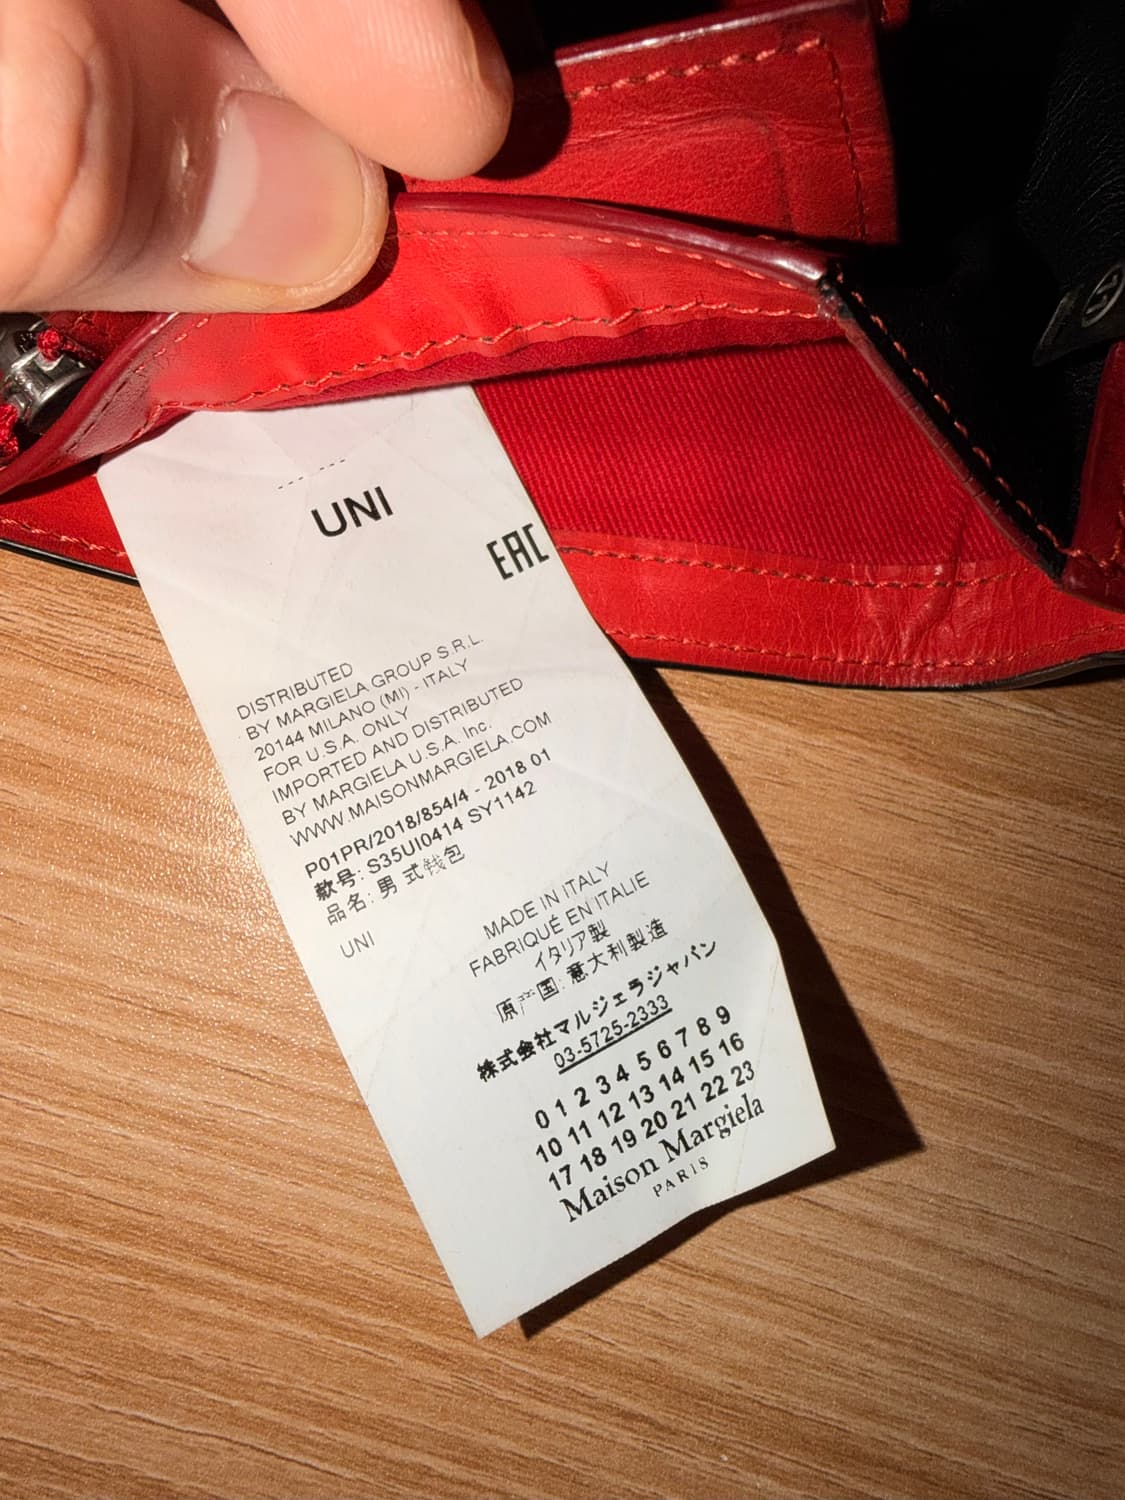 UNI
EAC
DISTRIBUTED
BY MARGIELA GROUP S.R.L.
20144 MILANO (MI) - ITALY
FOR U.S.A. ONLY
IMPORTED AND DISTRIBUTED
BY MARGIELA U.S.A. Inc.
WWW.MAISONMARGIELA.COM
P01PR/2018/854/4 - 2018 01
款号: S35UI0414 SY1142
品名: 男 式钱包
UNI
MADE IN ITALY
FABRIQUÉ EN ITALIE
イタリア製
原产国: 意大利製造
株式会社マルジェラジャパン
03-5725-2333
0 1 2 3 4 5 6 7 8 9
10 11 12 13 14 15 16
17 18 19 20 21 22 23
Maison Margiela
PARIS
11